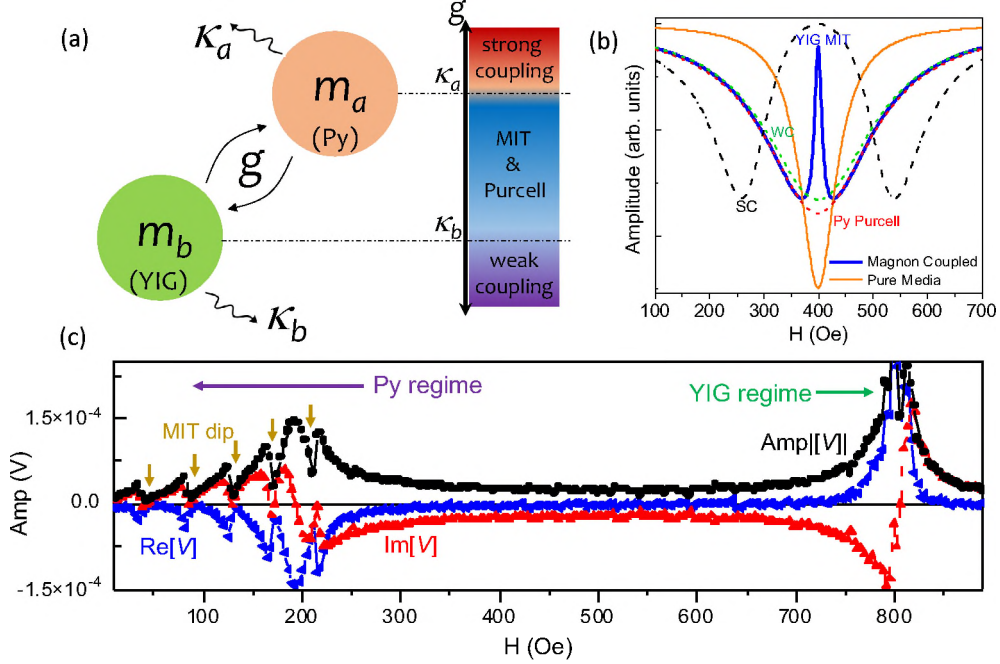 (a)
κa
ma
(Py)
g
mb
(YIG)
κb
g
strong
coupling
κa
MIT
&
Purcell
κb
weak
coupling
(b)
Amplitude (arb. units)
YIG MIT
WC
SC
Py Purcell
Magnon Coupled
Pure Media
100 200 300 400 500 600 700
H (Oe)
(c)
Amp (V)
1.5×10⁻⁴
0.0
-1.5×10⁻⁴
Py regime
YIG regime
MIT dip
Amp|[V]|
Re[V]
Im[V]
100 200 300 400 500 600 700 800
H (Oe)